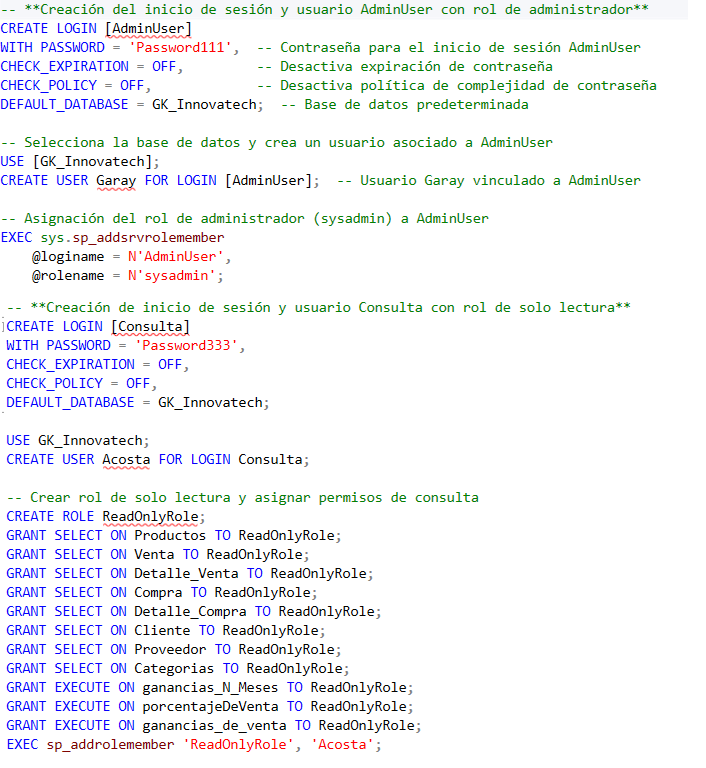 -- **Creación del inicio de sesión y usuario AdminUser con rol de administrador**
CREATE LOGIN [AdminUser]
WITH PASSWORD = 'Password111',  -- Contraseña para el inicio de sesión AdminUser
CHECK_EXPIRATION = OFF,         -- Desactiva expiración de contraseña
CHECK_POLICY = OFF,             -- Desactiva política de complejidad de contraseña
DEFAULT_DATABASE = GK_Innovatech;  -- Base de datos predeterminada

-- Selecciona la base de datos y crea un usuario asociado a AdminUser
USE [GK_Innovatech];
CREATE USER Garay FOR LOGIN [AdminUser];  -- Usuario Garay vinculado a AdminUser

-- Asignación del rol de administrador (sysadmin) a AdminUser
EXEC sys.sp_addsrvrolemember
    @loginame = N'AdminUser',
    @rolename = N'sysadmin';
-- **Creación de inicio de sesión y usuario Consulta con rol de solo lectura**
CREATE LOGIN [Consulta]
WITH PASSWORD = 'Password333',
CHECK_EXPIRATION = OFF,
CHECK_POLICY = OFF,
DEFAULT_DATABASE = GK_Innovatech;

USE GK_Innovatech;
CREATE USER Acosta FOR LOGIN Consulta;

-- Crear rol de solo lectura y asignar permisos de consulta
CREATE ROLE ReadOnlyRole;
GRANT SELECT ON Productos TO ReadOnlyRole;
GRANT SELECT ON Venta TO ReadOnlyRole;
GRANT SELECT ON Detalle_Venta TO ReadOnlyRole;
GRANT SELECT ON Compra TO ReadOnlyRole;
GRANT SELECT ON Detalle_Compra TO ReadOnlyRole;
GRANT SELECT ON Cliente TO ReadOnlyRole;
GRANT SELECT ON Proveedor TO ReadOnlyRole;
GRANT SELECT ON Categorias TO ReadOnlyRole;
GRANT EXECUTE ON ganancias_N_Meses TO ReadOnlyRole;
GRANT EXECUTE ON porcentajeDeVenta TO ReadOnlyRole;
GRANT EXECUTE ON ganancias_de_venta TO ReadOnlyRole;
EXEC sp_addrolemember 'ReadOnlyRole', 'Acosta';